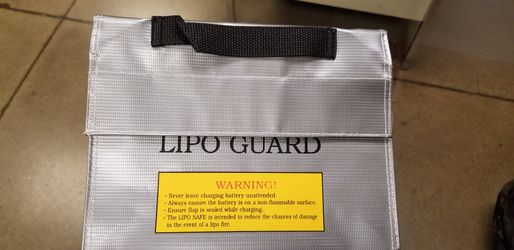 LIPO GUARD
WARNING!
- Never leave charging battery unattended.
- Always ensure the battery is on a non flammable surface.
- Ensure flap is sealed while charging.
- The LIPO SAFE is intended to reduce the chances of damage
in the event of a lipo fire.